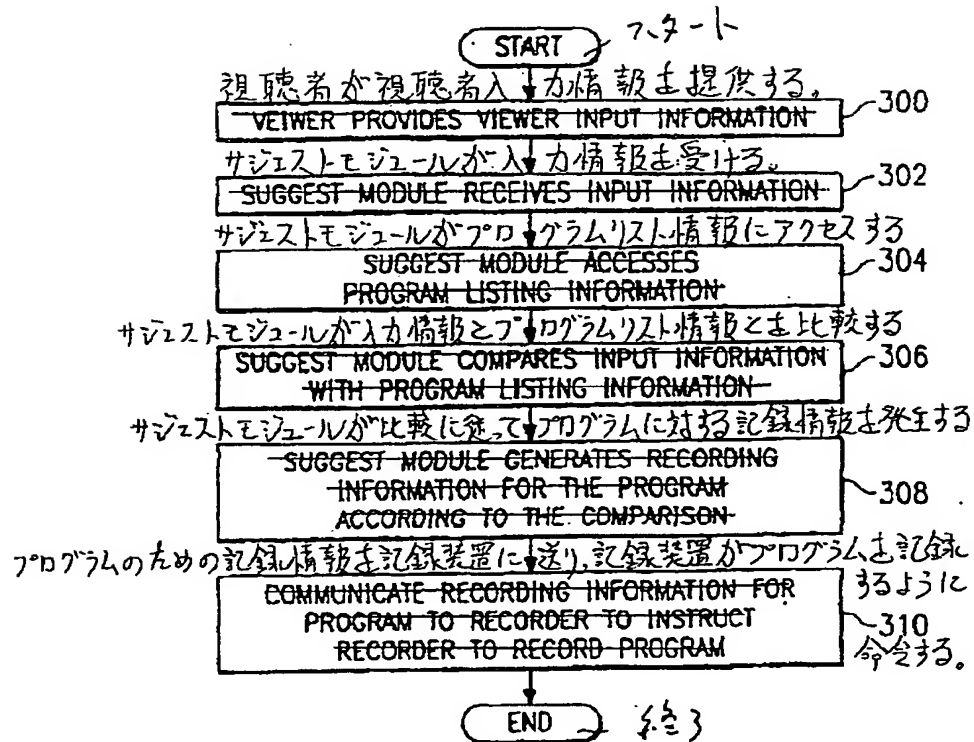 START
スタート
視聴者が視聴者入力情報を提供する。
VEIWER PROVIDES VIEWER INPUT INFORMATION
300
サジェストモジュールが入力情報を受ける。
SUGGEST MODULE RECEIVES INPUT INFORMATION
302
サジェストモジュールがプログラムリスト情報にアクセスする
SUGGEST MODULE ACCESSES
PROGRAM LISTING INFORMATION
304
サジェストモジュールが入力情報とプログラムリスト情報とを比較する
SUGGEST MODULE COMPARES INPUT INFORMATION
WITH PROGRAM LISTING INFORMATION
306
サジェストモジュールが比較に従ってプログラムに対する記録情報を発生する
SUGGEST MODULE GENERATES RECORDING
INFORMATION FOR THE PROGRAM
ACCORDING TO THE COMPARISON
308
プログラムのための記録情報を記録装置に送り、記録装置がプログラムを記録
するように
命令する。
COMMUNICATE RECORDING INFORMATION FOR
PROGRAM TO RECORDER TO INSTRUCT
RECORDER TO RECORD PROGRAM
310
END
終了